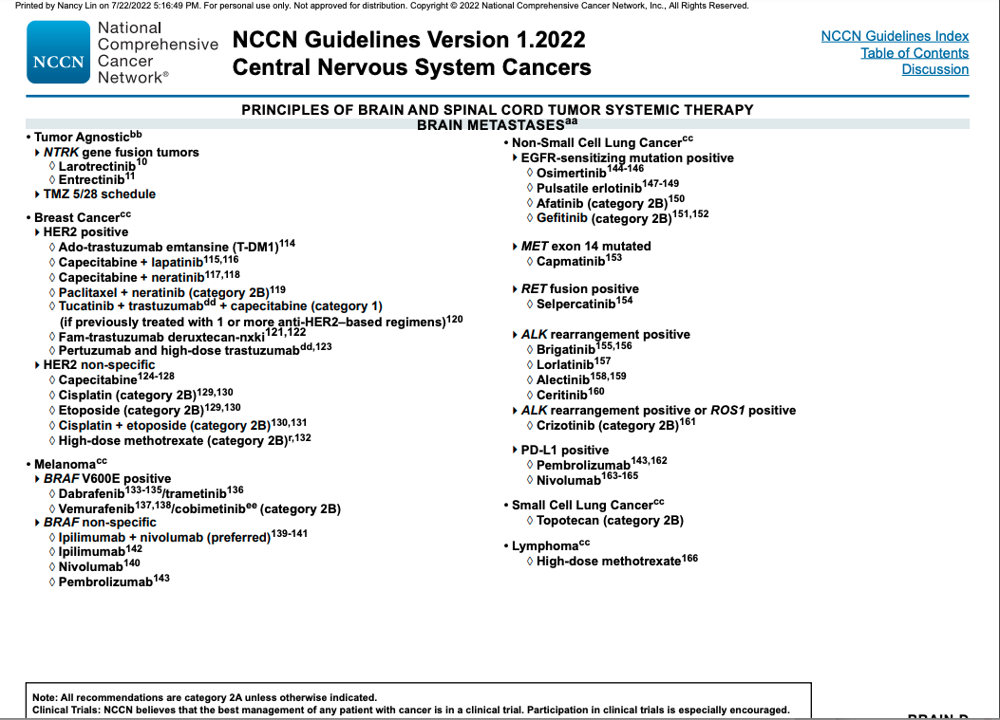 Printed by Nancy Lin on 7/22/2022 5:16:49 PM. For personal use only. Not approved for distribution. Copyright © 2022 National Comprehensive Cancer Network, Inc., All Rights Reserved.
NCCN
National
Comprehensive
Cancer
Network®
NCCN Guidelines Version 1.2022
Central Nervous System Cancers
NCCN Guidelines Index
Table of Contents
Discussion
PRINCIPLES OF BRAIN AND SPINAL CORD TUMOR SYSTEMIC THERAPY
BRAIN METASTASESaa
• Tumor Agnosticbb
▸ NTRK gene fusion tumors
◊ Larotrectinib10
◊ Entrectinib11
▸ TMZ 5/28 schedule
• Breast Cancercc
▸ HER2 positive
◊ Ado-trastuzumab emtansine (T-DM1)114
◊ Capecitabine + lapatinib115,116
◊ Capecitabine + neratinib117,118
◊ Paclitaxel + neratinib (category 2B)119
◊ Tucatinib + trastuzumabdd + capecitabine (category 1)
(if previously treated with 1 or more anti-HER2–based regimens)120
◊ Fam-trastuzumab deruxtecan-nxki121,122
◊ Pertuzumab and high-dose trastuzumabdd,123
▸ HER2 non-specific
◊ Capecitabine124-128
◊ Cisplatin (category 2B)129,130
◊ Etoposide (category 2B)129,130
◊ Cisplatin + etoposide (category 2B)130,131
◊ High-dose methotrexate (category 2B)r,132
• Melanomacc
▸ BRAF V600E positive
◊ Dabrafenib133-135/trametinib136
◊ Vemurafenib137,138/cobimetinibee (category 2B)
▸ BRAF non-specific
◊ Ipilimumab + nivolumab (preferred)139-141
◊ Ipilimumab142
◊ Nivolumab140
◊ Pembrolizumab143
• Non-Small Cell Lung Cancercc
▸ EGFR-sensitizing mutation positive
◊ Osimertinib144-146
◊ Pulsatile erlotinib147-149
◊ Afatinib (category 2B)150
◊ Gefitinib (category 2B)151,152
▸ MET exon 14 mutated
◊ Capmatinib153
▸ RET fusion positive
◊ Selpercatinib154
▸ ALK rearrangement positive
◊ Brigatinib155,156
◊ Lorlatinib157
◊ Alectinib158,159
◊ Ceritinib160
▸ ALK rearrangement positive or ROS1 positive
◊ Crizotinib (category 2B)161
▸ PD-L1 positive
◊ Pembrolizumab143,162
◊ Nivolumab163-165
• Small Cell Lung Cancercc
◊ Topotecan (category 2B)
• Lymphomacc
◊ High-dose methotrexate166
Note: All recommendations are category 2A unless otherwise indicated.
Clinical Trials: NCCN believes that the best management of any patient with cancer is in a clinical trial. Participation in clinical trials is especially encouraged.